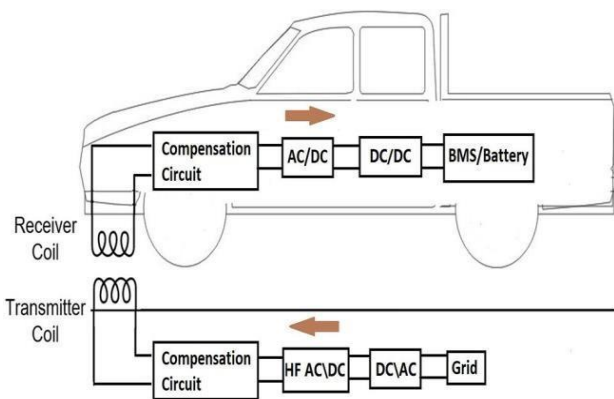 Compensation
Circuit
AC/DC
DC/DC
BMS/Battery
Receiver
Coil
Transmitter
Coil
Compensation
Circuit
HF AC\DC
DC\AC
Grid